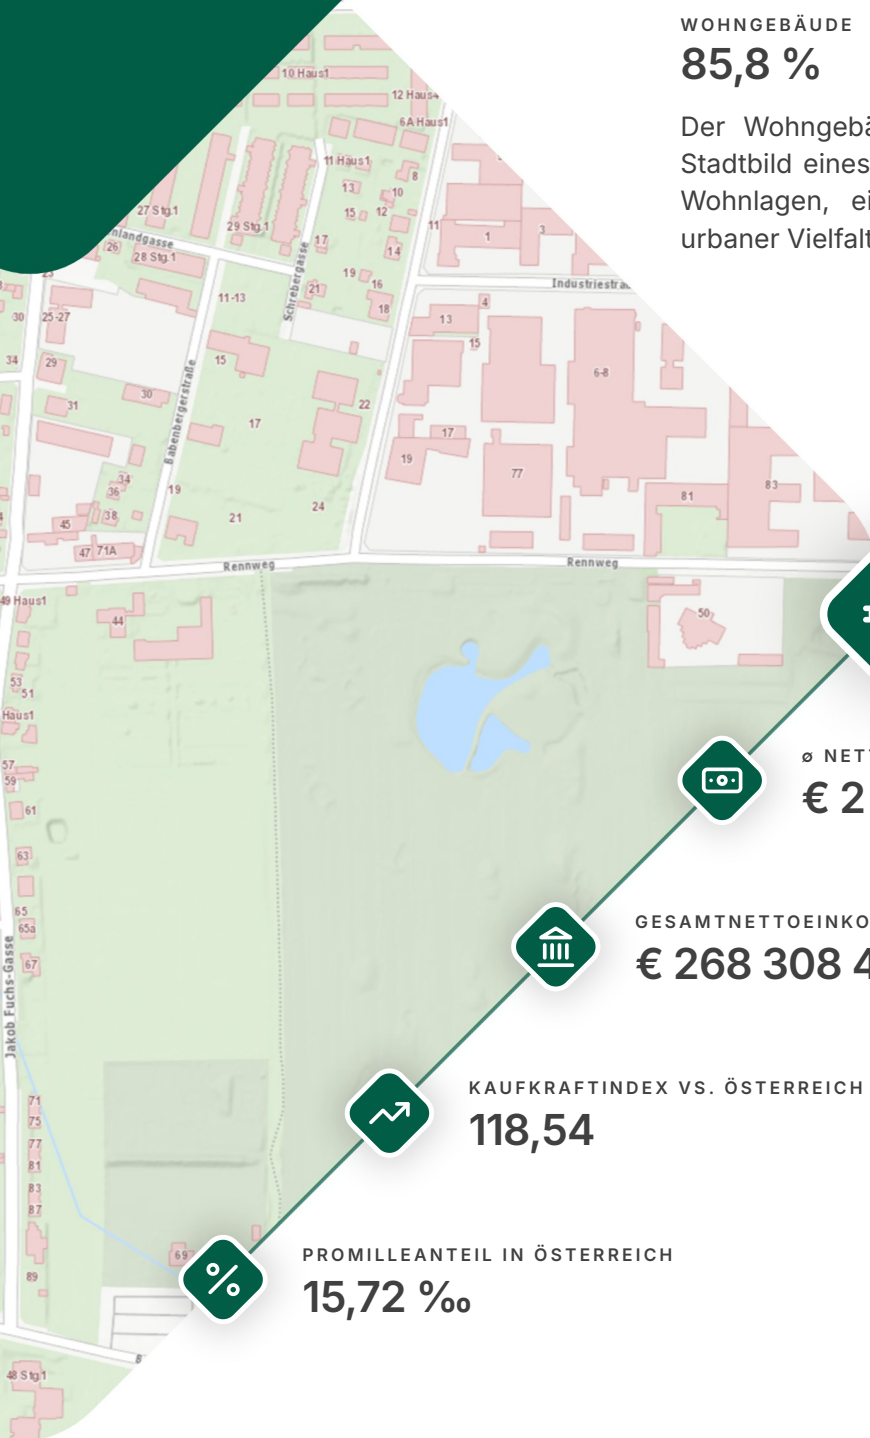 WOHNGEBÄUDE
85,8 %
Der Wohngebä
Stadtbild eines
Wohnlagen, ei
urbaner Vielfalt
10 Haus1
12 Haus
6A Haus1
11 Haus1
8
13
10
15
12
27 Stg.1
29 Stg.1
11
1
3
nlandgasse
26
28 Stg.1
17
14
Schrebergasse
19
16
21
18
Industriestra
11-13
30
25-27
4
13
15
15
34
29
6-8
31
30
22
Babenbergerstraße
17
17
19
77
34
36
19
81
83
38
45
21
24
47
71A
Rennweg
Rennweg
49 Haus1
44
50
53
51
Haus1
57
59
ø NET
€ 2
61
63
65
65a
67
Jakob Fuchs-Gasse
GESAMTNETTOEINKO
€ 268 308 4
KAUFKRAFTINDEX VS. ÖSTERREICH
118,54
71
75
77
81
83
87
69
89
PROMILLEANTEIL IN ÖSTERREICH
15,72 ‰
48 Stg.1